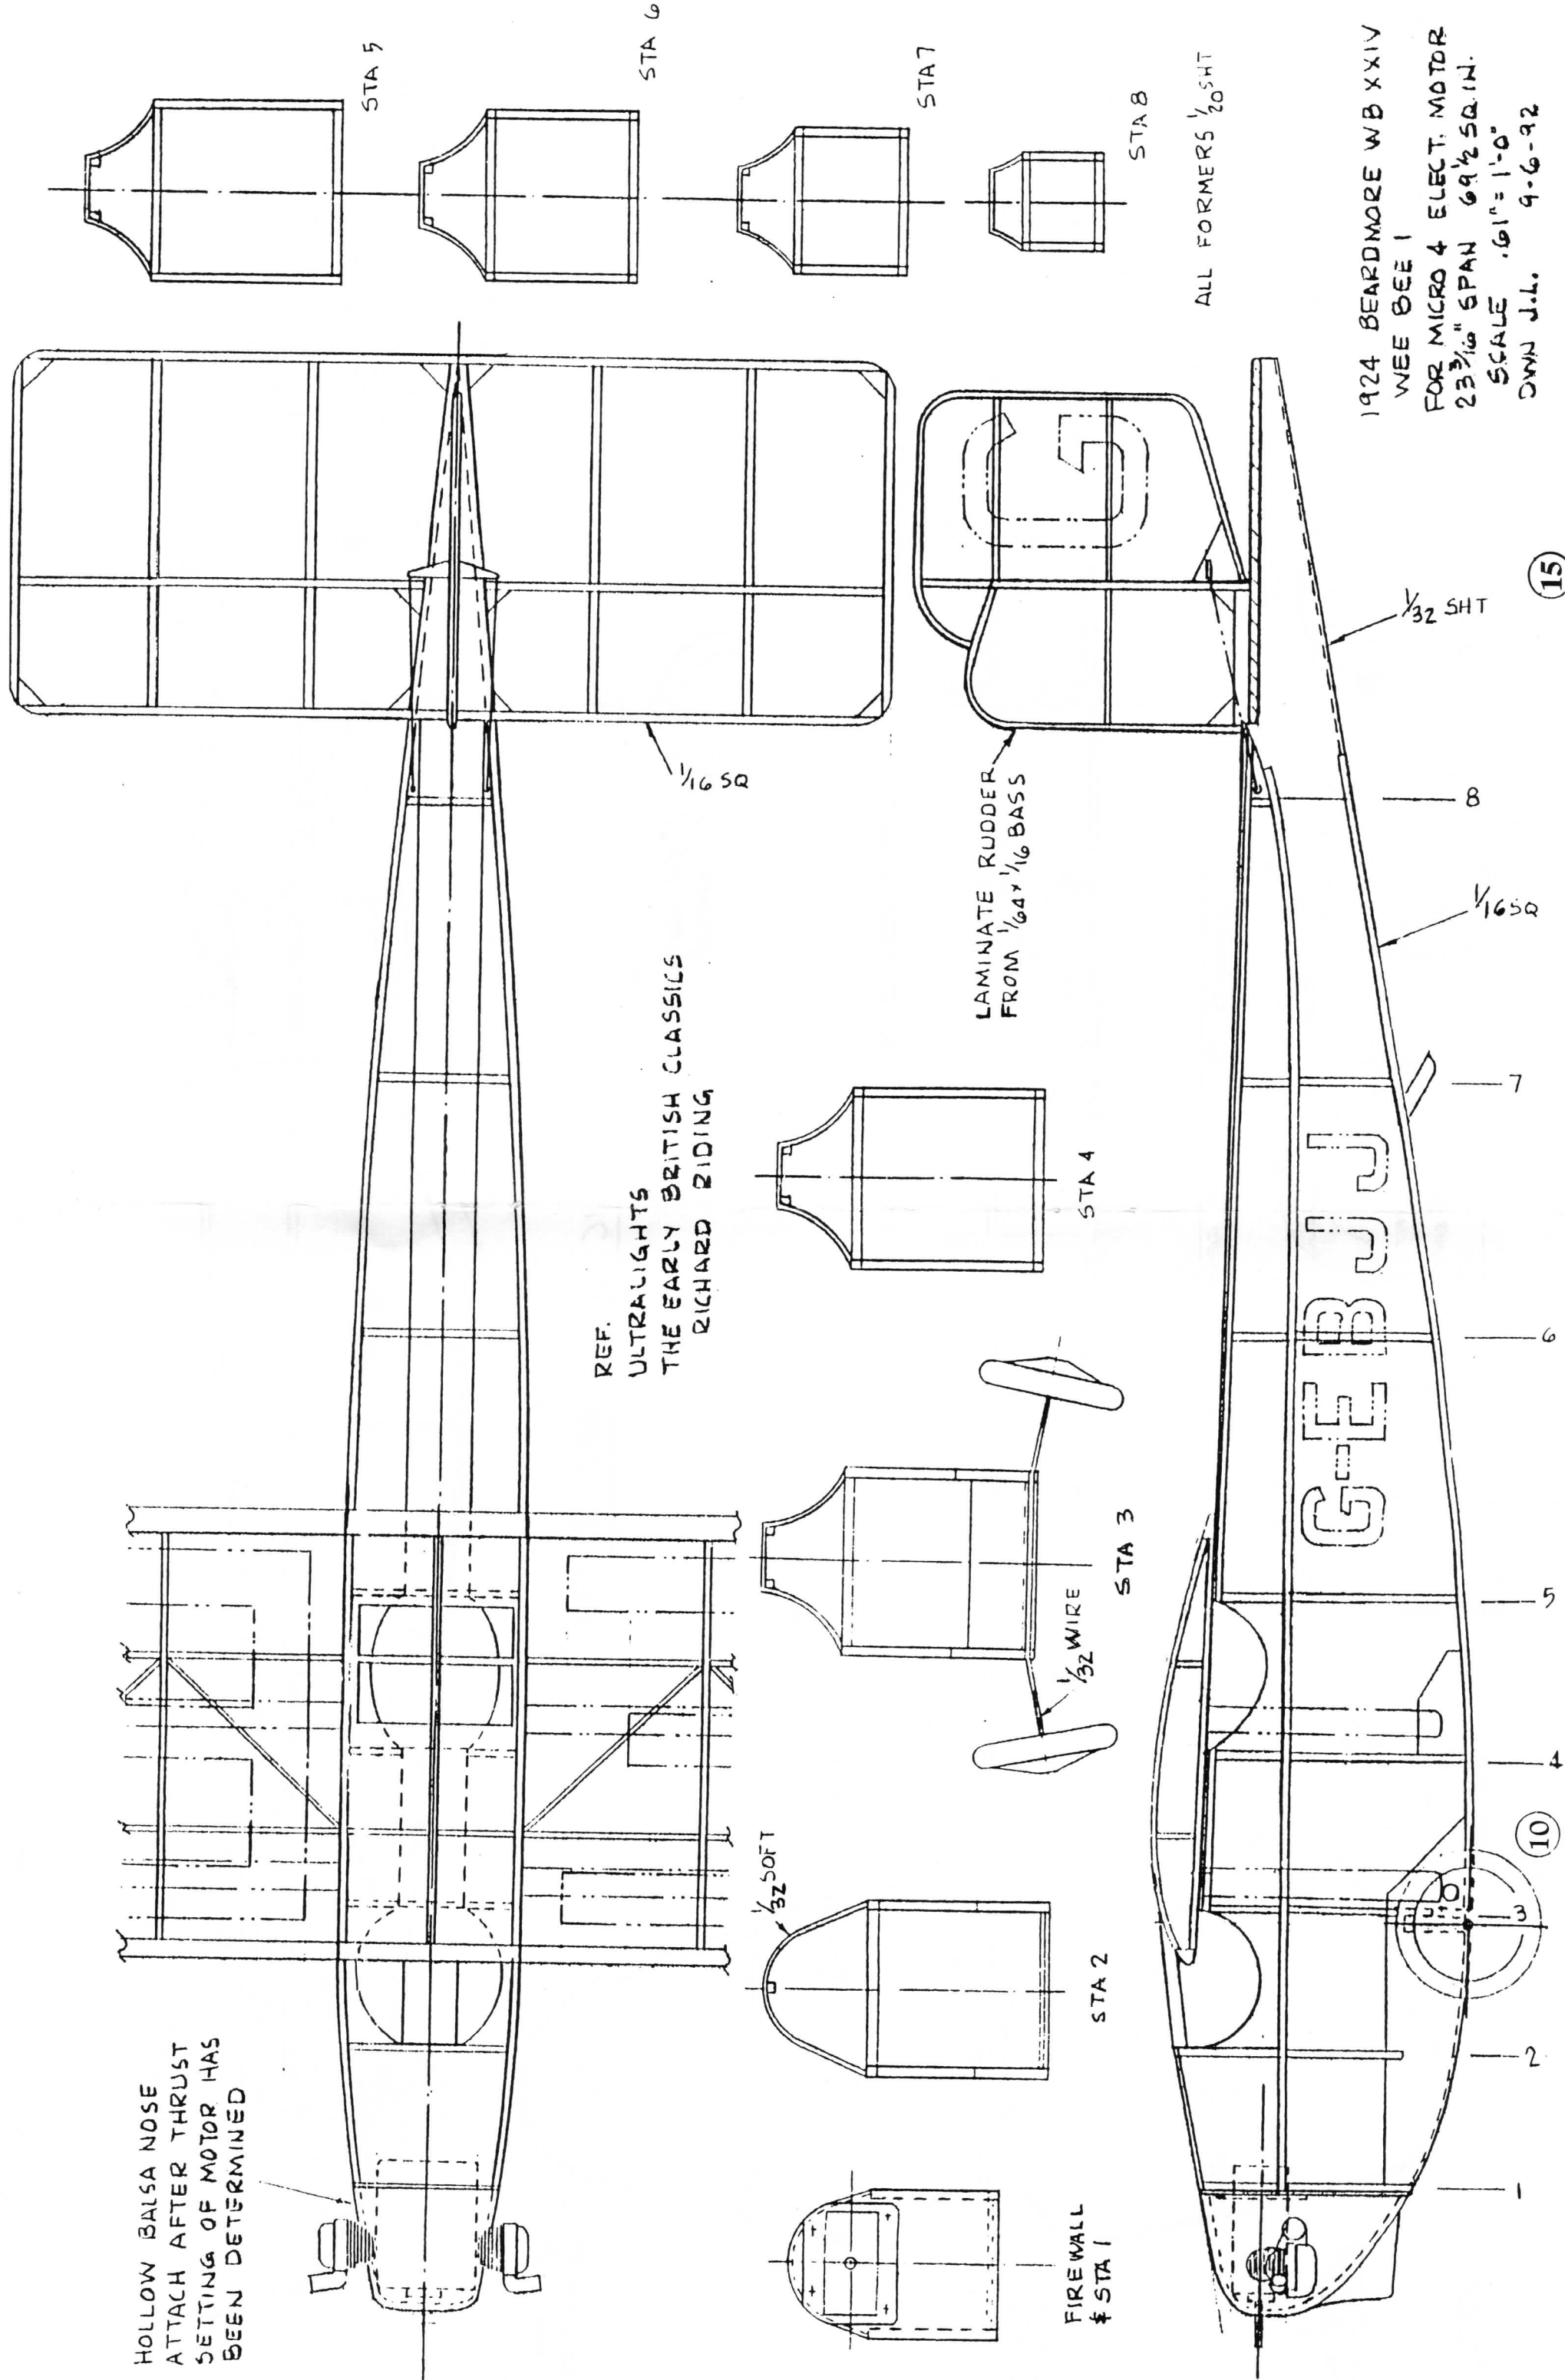 HOLLOW BALSA NOSE
ATTACH AFTER THRUST
SETTING OF MOTOR HAS
BEEN DETERMINED
REF.
ULTRALIGHTS
THE EARLY BRITISH CLASSICS
RICHARD RIDING
1/16 SQ
STA 5
STA 6
STA 7
STA 8
ALL FORMERS 1/20 SHT
FIREWALL
& STA 1
1/32 SOFT
STA 2
1/32 WIRE
STA 3
STA 4
LAMINATE RUDDER
FROM 1/64 x 1/16 BASS
G
G-EBJJ
1
2
3
4
5
6
7
8
1/16 SQ
1/32 SHT
10
15
1924 BEARDMORE WB XXIV
WEE BEE 1
FOR MICRO 4 ELECT. MOTOR
23 3/16" SPAN 69 1/2 SQ.IN.
SCALE .61" = 1'-0"
DWN J.L. 9-6-92